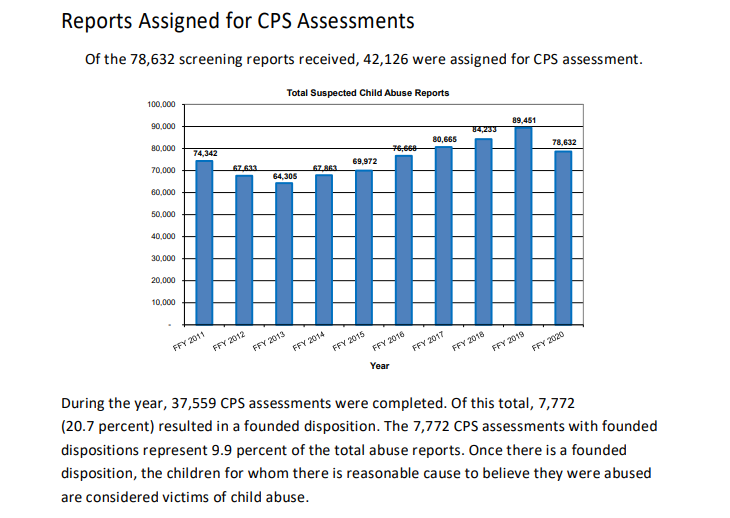 Reports Assigned for CPS Assessments
Of the 78,632 screening reports received, 42,126 were assigned for CPS assessment.
Total Suspected Child Abuse Reports
100,000
90,000
80,000
70,000
60,000
50,000
40,000
30,000
20,000
10,000
-
74,342
67,633
64,305
67,863
69,972
76,668
80,665
84,233
89,451
78,632
FFY 2011
FFY 2012
FFY 2013
FFY 2014
FFY 2015
FFY 2016
FFY 2017
FFY 2018
FFY 2019
FFY 2020
Year
During the year, 37,559 CPS assessments were completed. Of this total, 7,772
(20.7 percent) resulted in a founded disposition. The 7,772 CPS assessments with founded
dispositions represent 9.9 percent of the total abuse reports. Once there is a founded
disposition, the children for whom there is reasonable cause to believe they were abused
are considered victims of child abuse.